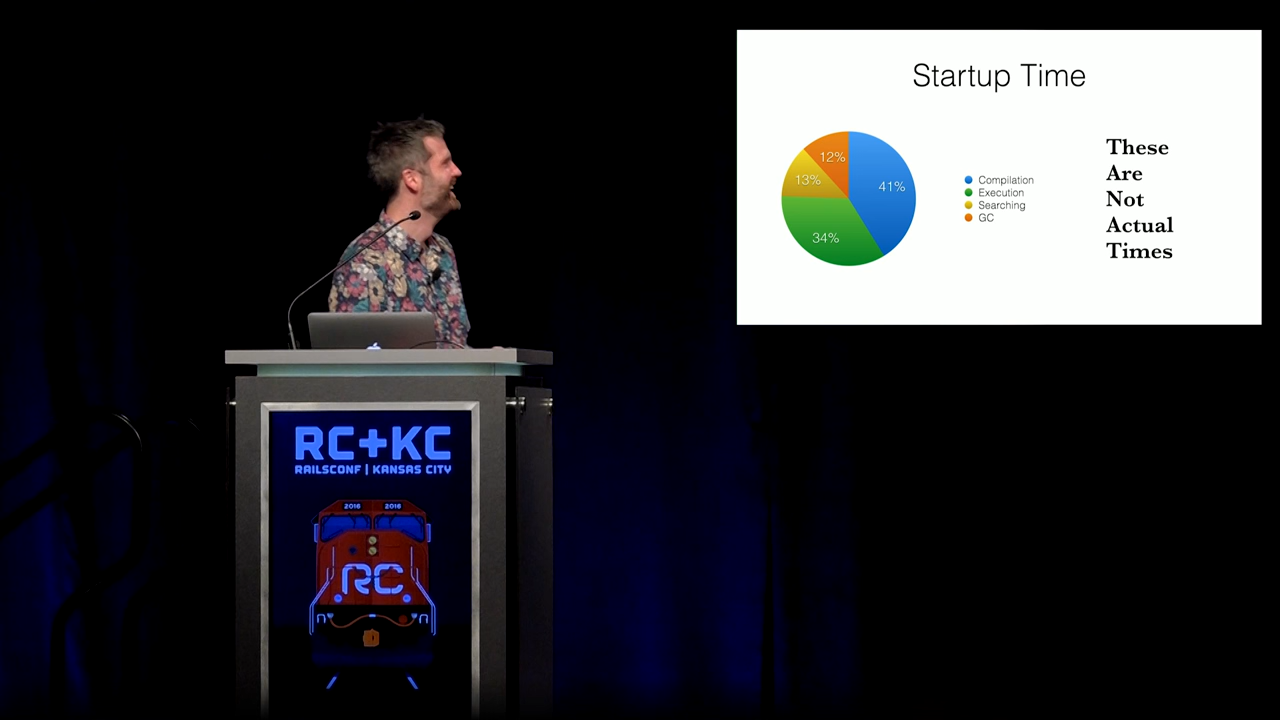 Startup Time
12%
41%
13%
34%
Compilation
Execution
Searching
GC
These
Are
Not
Actual
Times
RC+KC
RAILSCONF | KANSAS CITY
2016 2016
RC